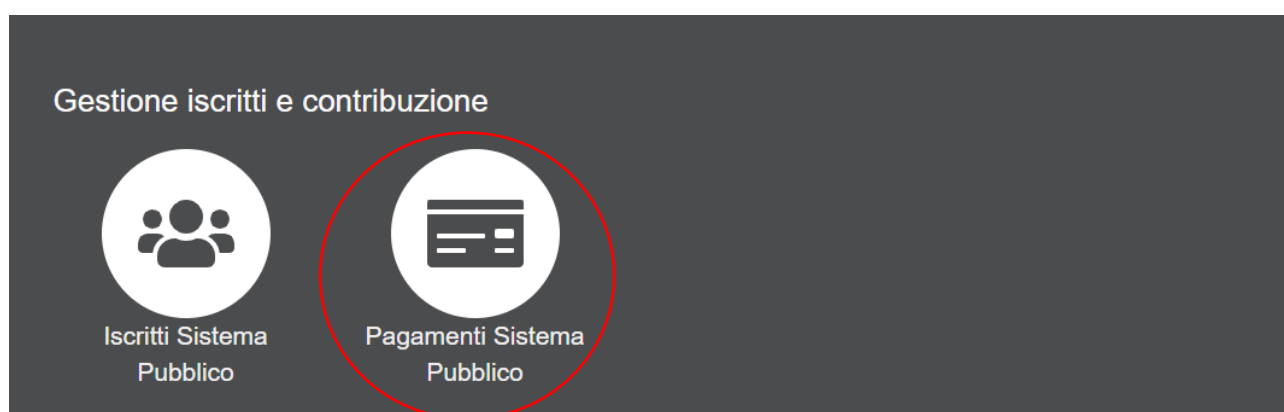 Gestione iscritti e contribuzione
Iscritti Sistema
Pubblico
Pagamenti Sistema
Pubblico